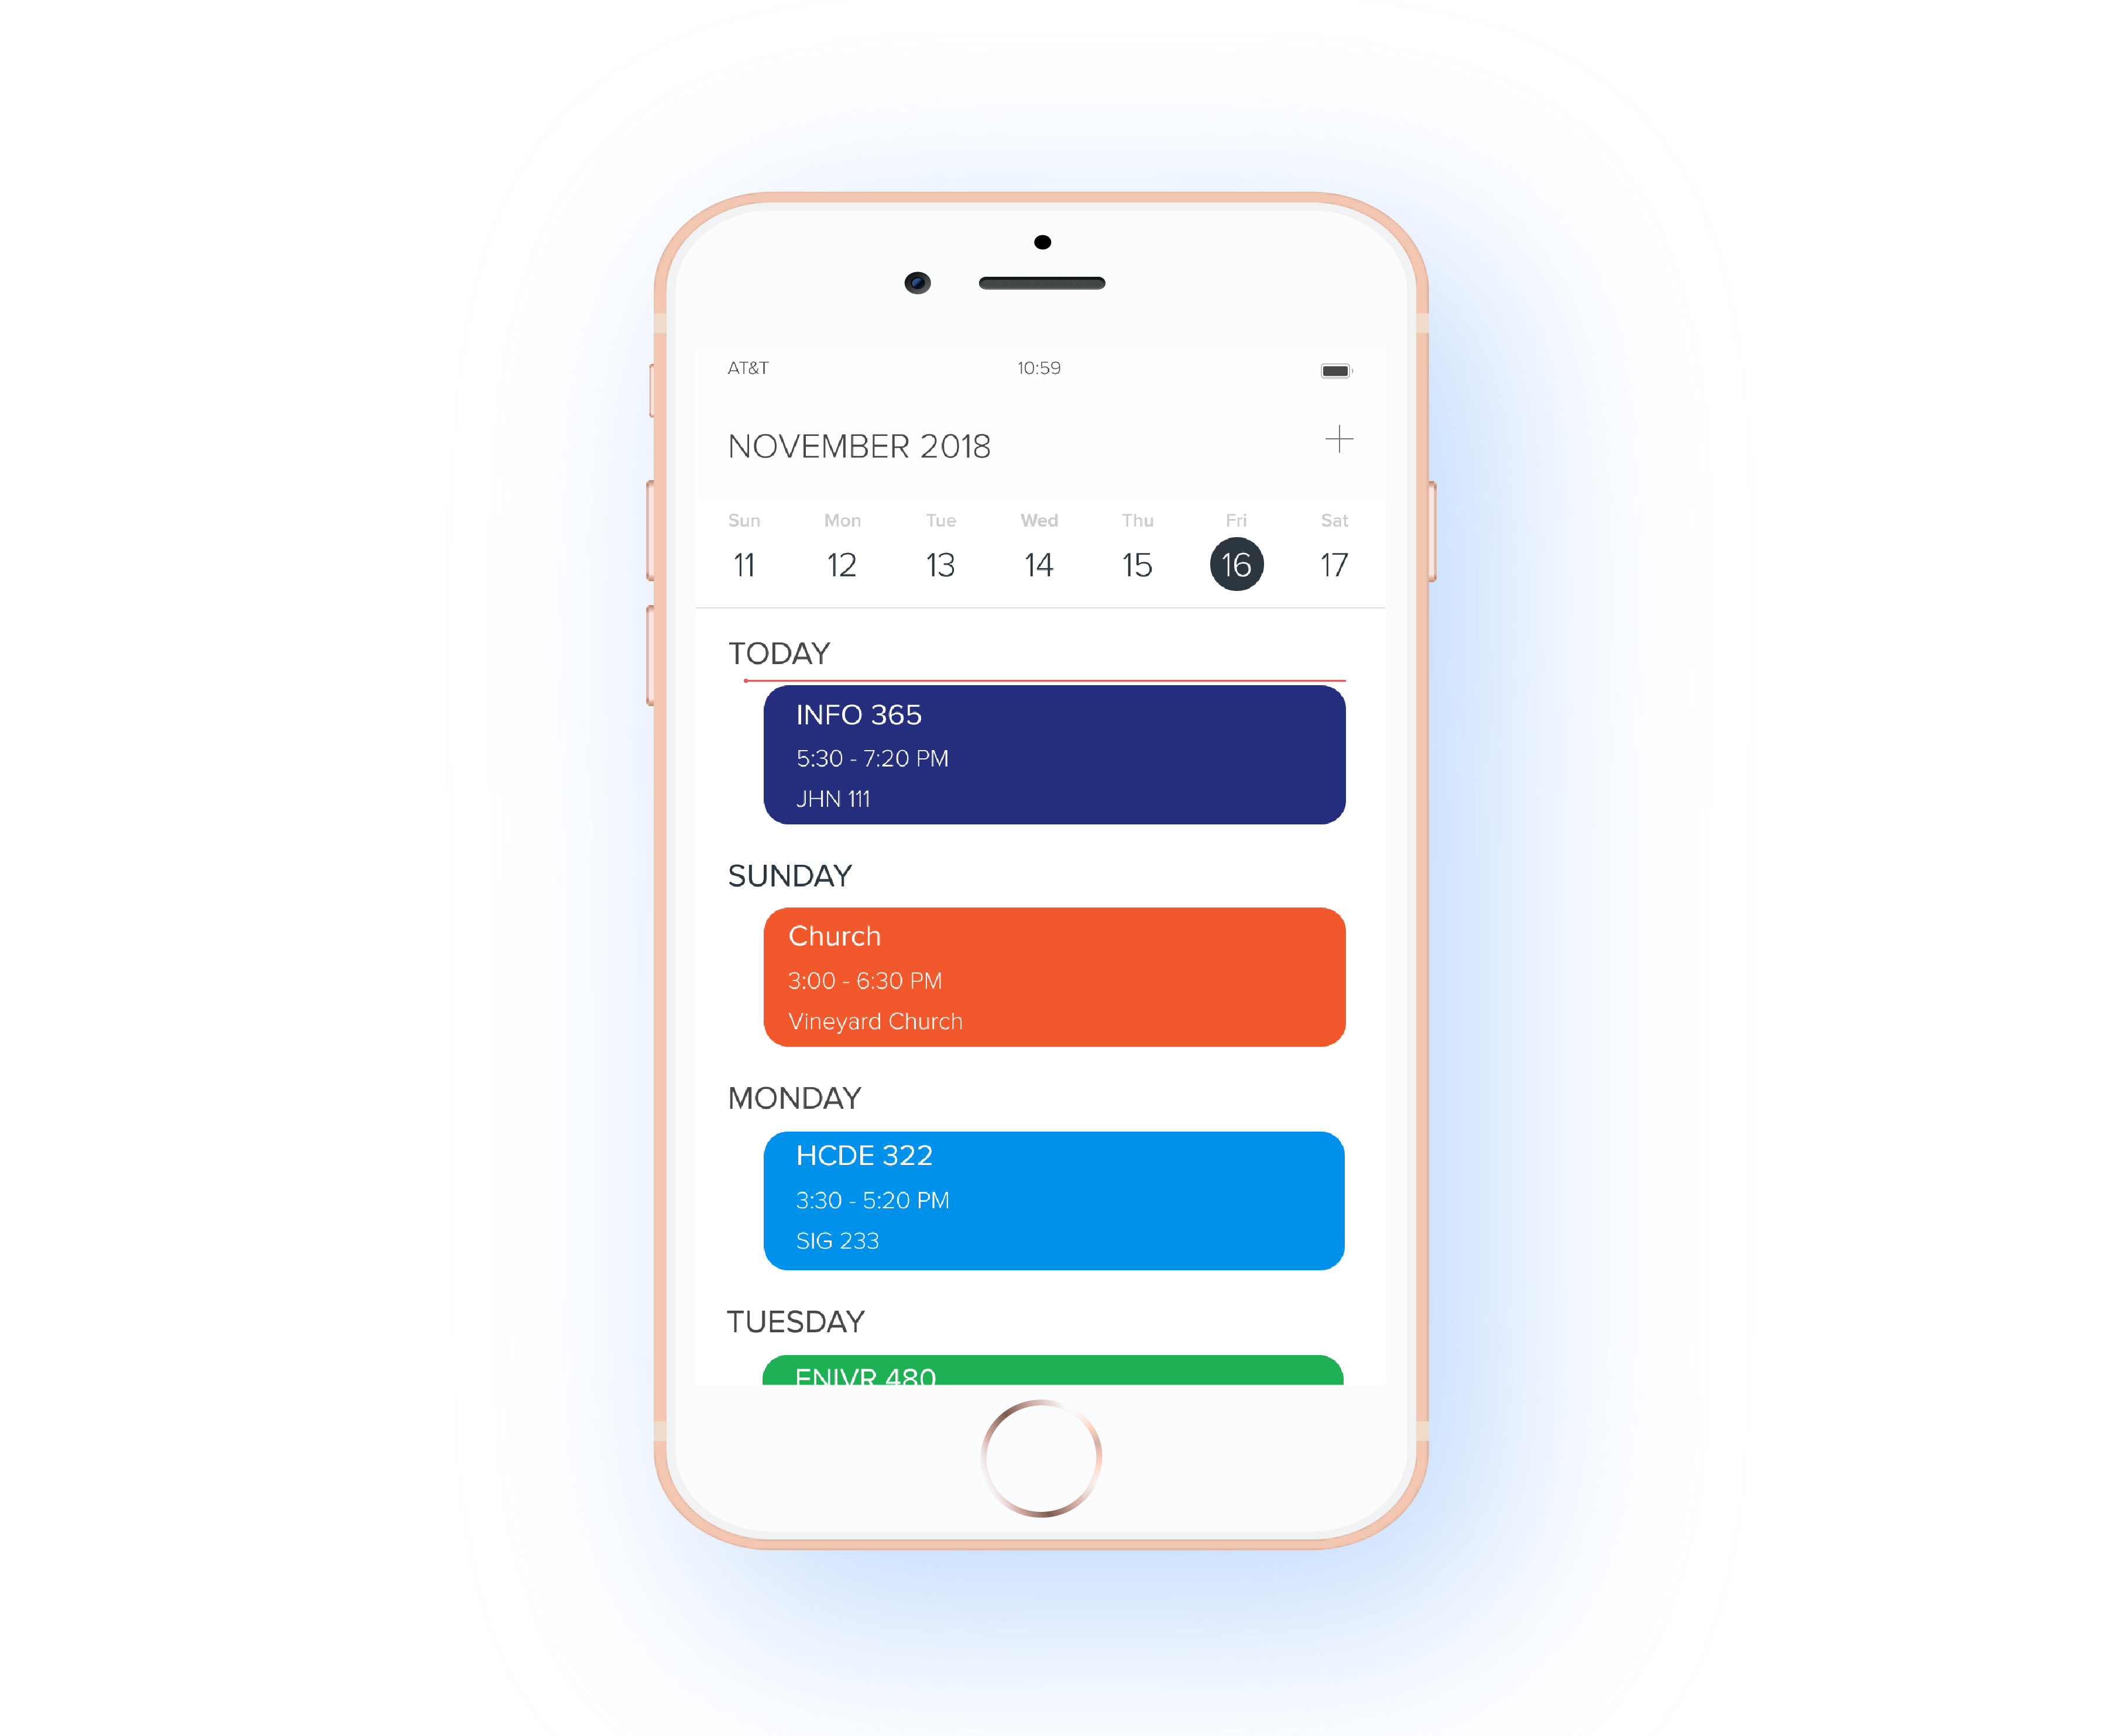 AT&T 10:59
NOVEMBER 2018
Sun Mon Tue Wed Thu Fri Sat
11 12 13 14 15 16 17
TODAY
INFO 365
5:30 - 7:20 PM
JHN 111
SUNDAY
Church
3:00 - 6:30 PM
Vineyard Church
MONDAY
HCDE 322
3:30 - 5:20 PM
SIG 233
TUESDAY
ENIVR 480